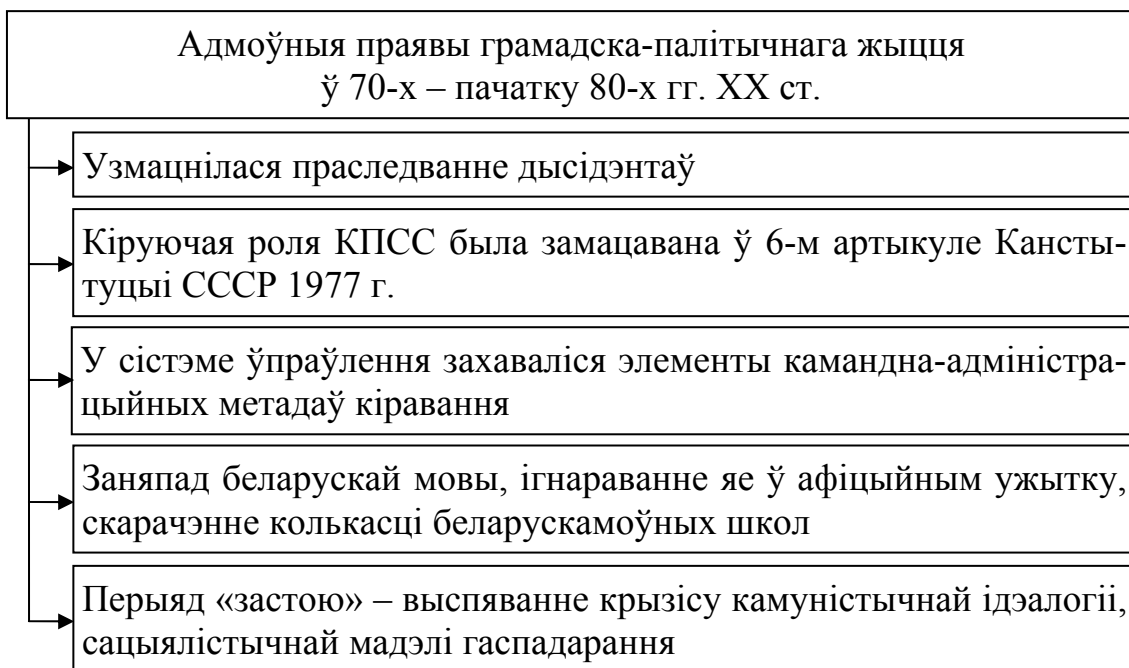 Адмоўныя праявы грамадска-палітычнага жыцця
ў 70-х – пачатку 80-х гг. XX ст.
Узмацнілася праследванне дысідэнтаў
Кіруючая роля КПСС была замацавана ў 6-м артыкуле Кансты-
туцыі СССР 1977 г.
У сістэме ўпраўлення захаваліся элементы камандна-адміністра-
цыйных метадаў кіравання
Заняпад беларускай мовы, ігнараванне яе ў афіцыйным ужытку,
скарачэнне колькасці беларускамоўных школ
Перыяд «застою» – выспяванне крызісу камуністычнай ідэалогіі,
сацыялістычнай мадэлі гаспадарання